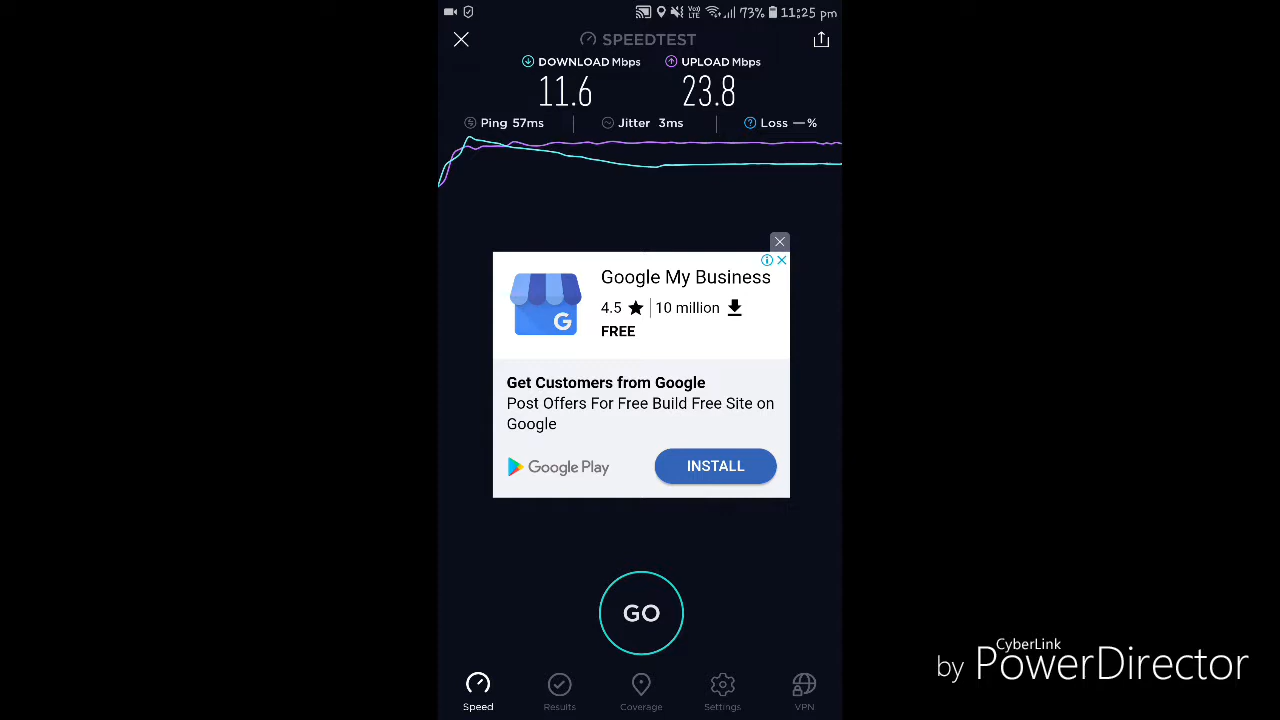 Vo)) LTE 73% 11:25 pm
SPEEDTEST
DOWNLOAD Mbps UPLOAD Mbps
11.6 23.8
Ping 57ms Jitter 3ms Loss —%
Google My Business
4.5 ★ | 10 million
FREE
Get Customers from Google
Post Offers For Free Build Free Site on
Google
Google Play INSTALL
GO
Speed Results Coverage Settings VPN
CyberLink
by PowerDirector